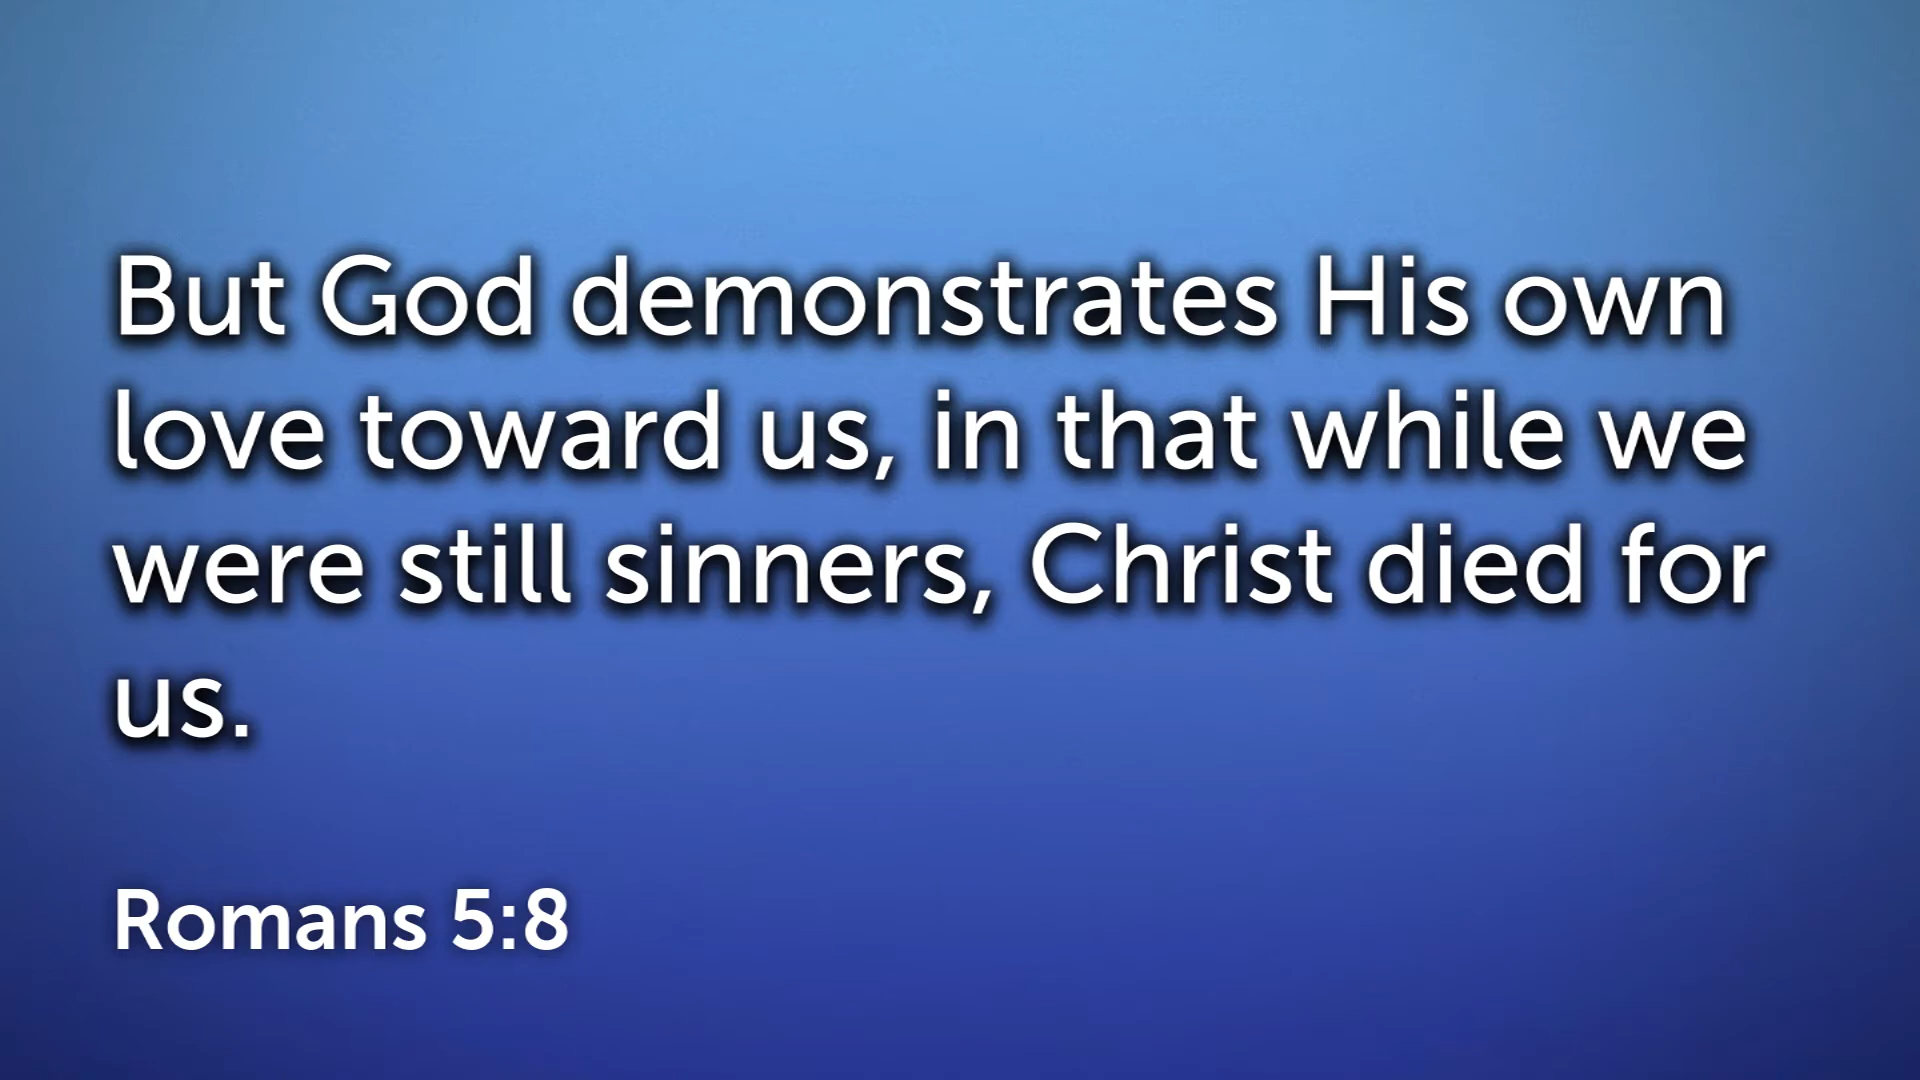 But God demonstrates His own
love toward us, in that while we
were still sinners, Christ died for
us.
Romans 5:8